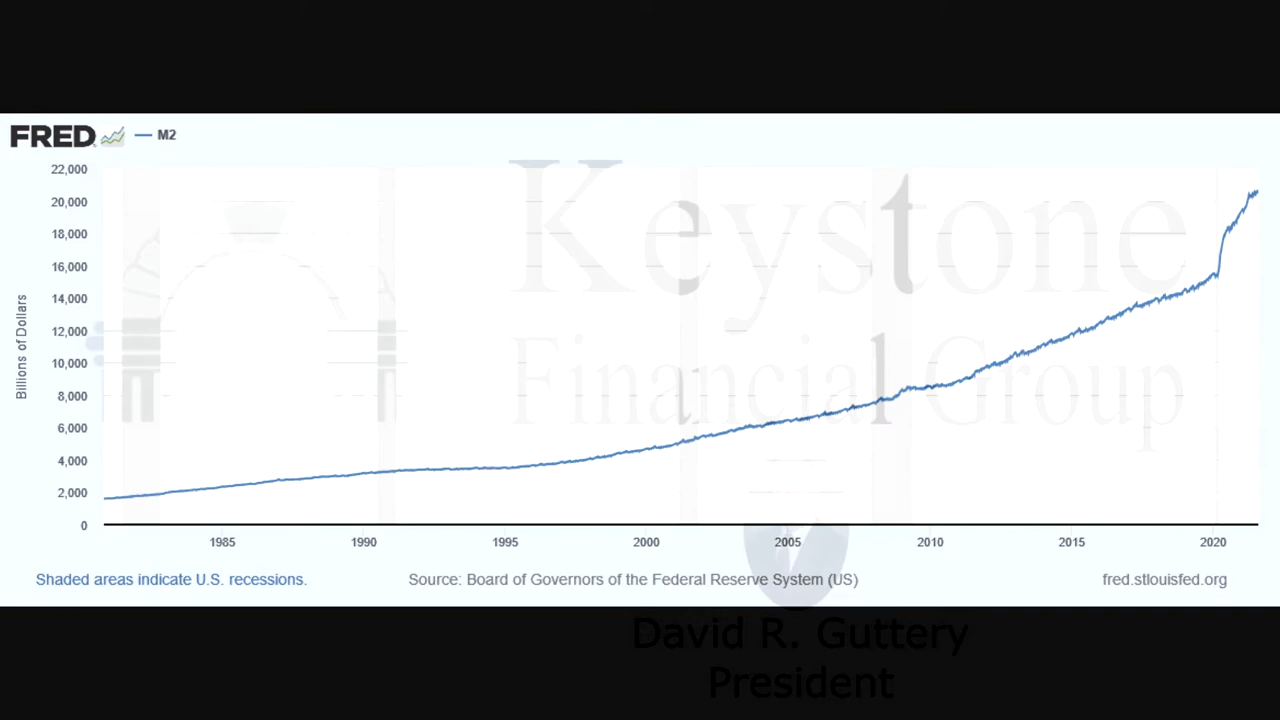 FRED
M2
22,000
20,000
18,000
16,000
14,000
12,000
10,000
8,000
6,000
4,000
2,000
0
Billions of Dollars
Keystone
Financial Group
1985 1990 1995 2000 2005 2010 2015 2020
Shaded areas indicate U.S. recessions. Source: Board of Governors of the Federal Reserve System (US) fred.stlouisfed.org
David R. Guttery
President